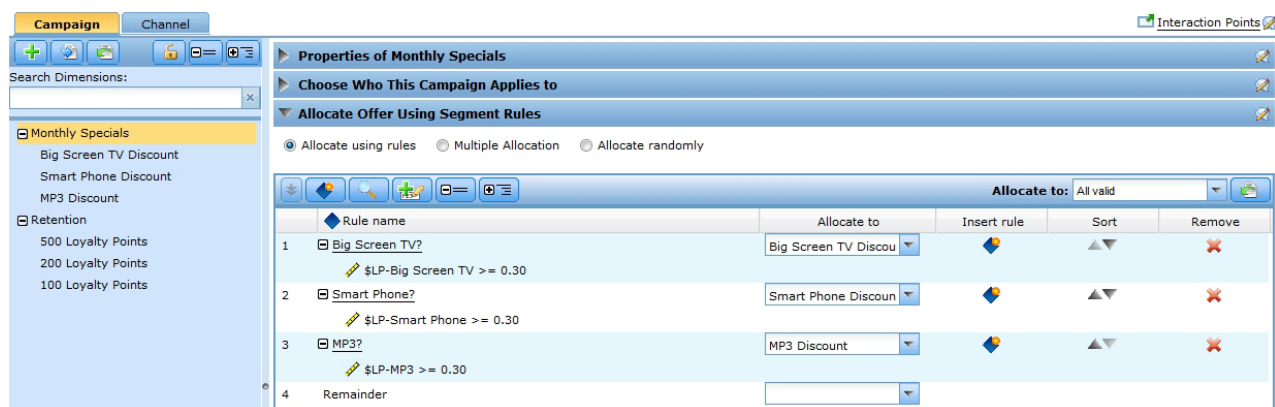 Campaign Channel Interaction Points
Search Dimensions:
Monthly Specials
Big Screen TV Discount
Smart Phone Discount
MP3 Discount
Retention
500 Loyalty Points
200 Loyalty Points
100 Loyalty Points
Properties of Monthly Specials
Choose Who This Campaign Applies to
Allocate Offer Using Segment Rules
Allocate using rules Multiple Allocation Allocate randomly
Allocate to: All valid
Rule name Allocate to Insert rule Sort Remove
1 Big Screen TV? Big Screen TV Discou
$LP-Big Screen TV >= 0.30
2 Smart Phone? Smart Phone Discoun
$LP-Smart Phone >= 0.30
3 MP3? MP3 Discount
$LP-MP3 >= 0.30
4 Remainder